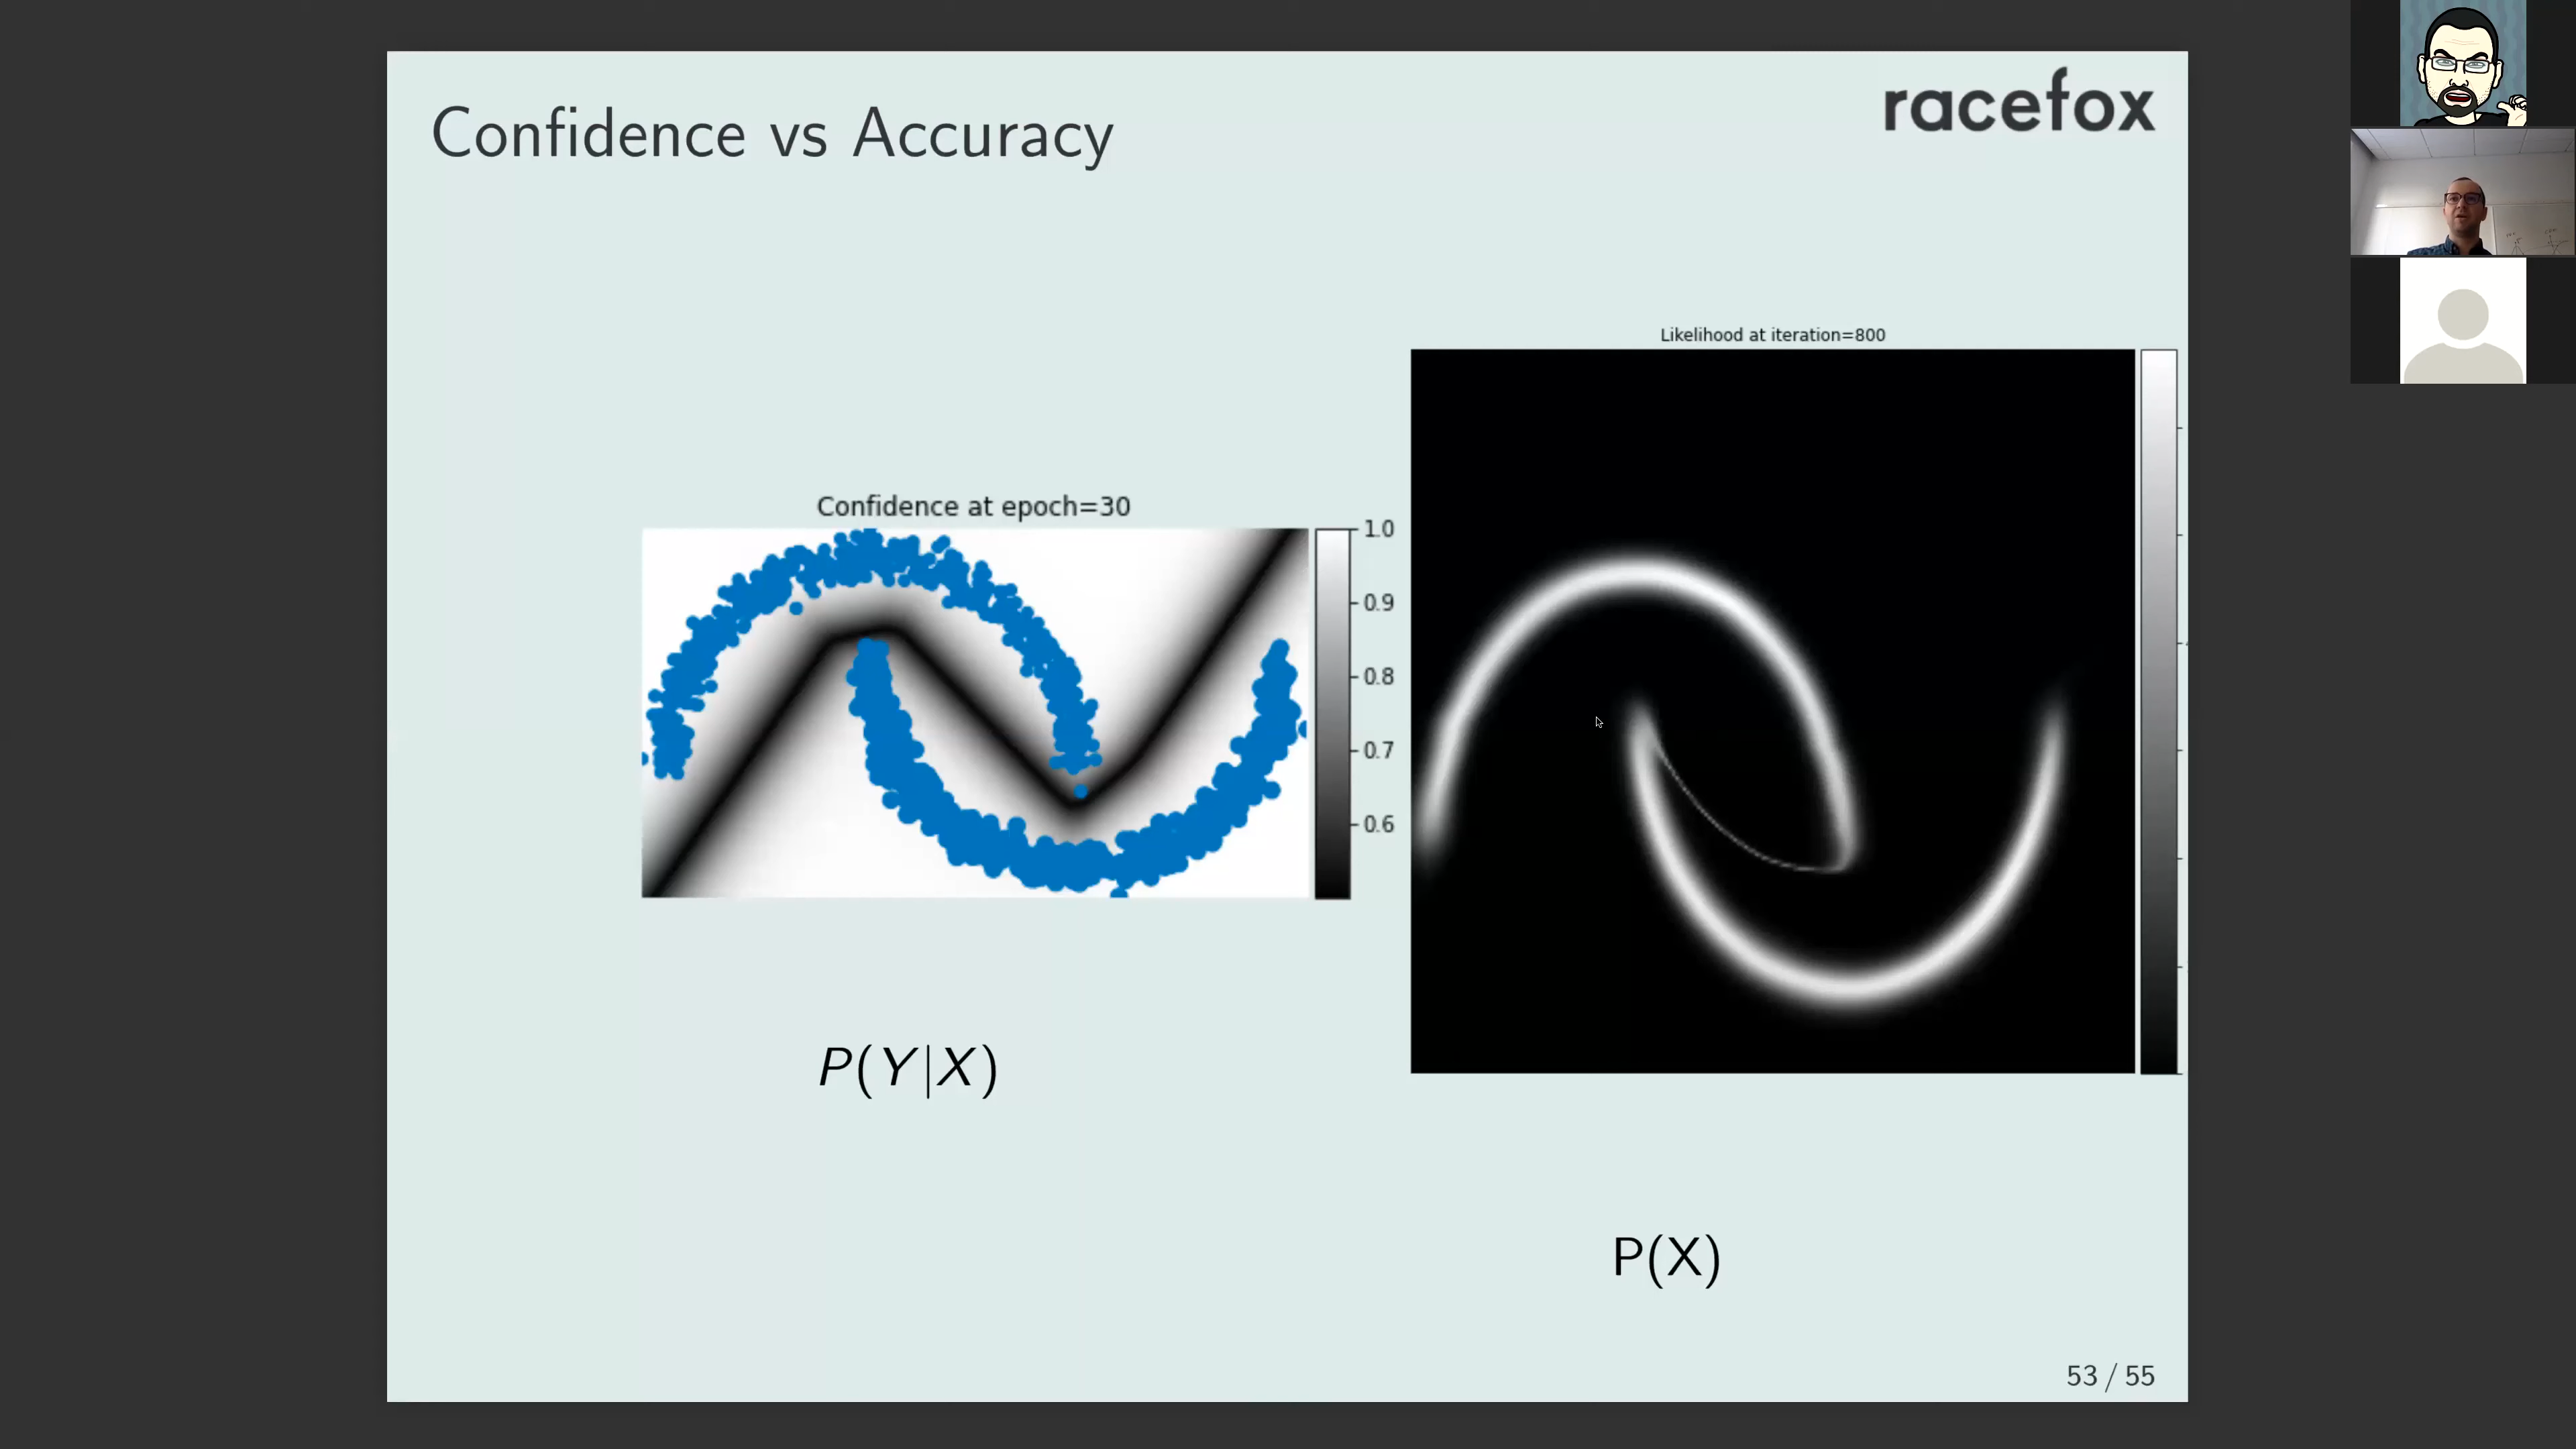 Confidence vs Accuracy
racefox
Confidence at epoch=30
1.0
0.9
0.8
0.7
0.6
P(Y|X)
Likelihood at iteration=800
P(X)
53 / 55